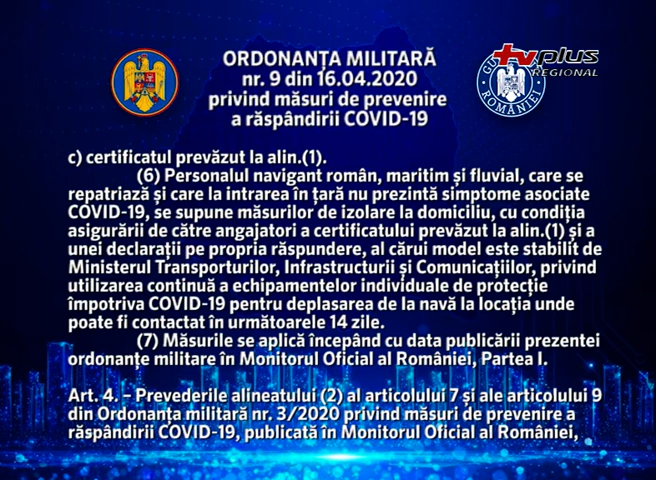 ORDONANȚA MILITARĂ
nr. 9 din 16.04.2020
privind măsuri de prevenire
a răspândirii COVID-19
tvplus
REGIONAL
ROMÂNIEI
c) certificatul prevăzut la alin.(1).
(6) Personalul navigant român, maritim și fluvial, care se
repatriază și care la intrarea în țară nu prezintă simptome asociate
COVID-19, se supune măsurilor de izolare la domiciliu, cu condiția
asigurării de către angajatori a certificatului prevăzut la alin.(1) și a
unei declarații pe propria răspundere, al cărui model este stabilit de
Ministerul Transporturilor, Infrastructurii și Comunicațiilor, privind
utilizarea continuă a echipamentelor individuale de protecție
împotriva COVID-19 pentru deplasarea de la navă la locația unde
poate fi contactat în următoarele 14 zile.
(7) Măsurile se aplică începând cu data publicării prezentei
ordonanțe militare în Monitorul Oficial al României, Partea I.
Art. 4. – Prevederile alineatului (2) al articolului 7 și ale articolului 9
din Ordonanța militară nr. 3/2020 privind măsuri de prevenire a
răspândirii COVID-19, publicată în Monitorul Oficial al României,